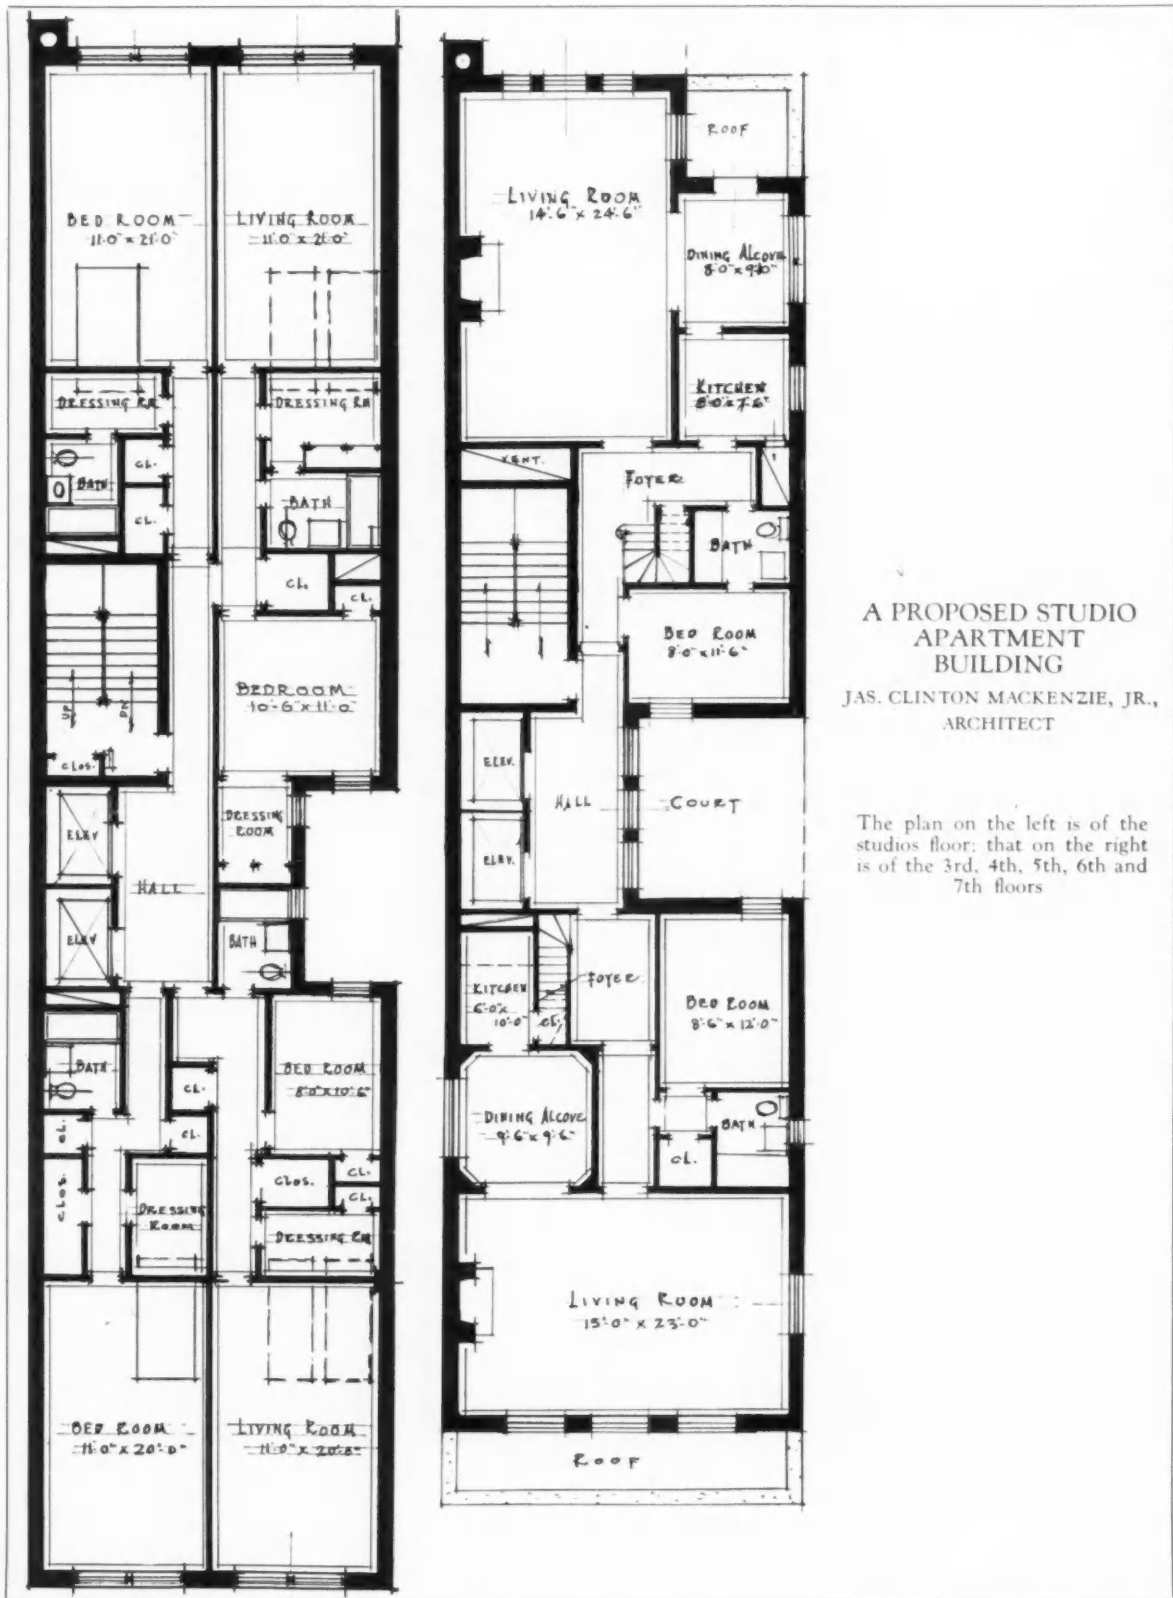 BED ROOM
11'-0" x 21'-0"
LIVING ROOM
11'-0" x 21'-0"
DRESSING RM
DRESSING RM
CL.
BATH
CL.
BATH
CL.
CL.
BEDROOM
10'-6" x 11'-0"
UP
DN
CLOS.
ELEV
DRESSING
ROOM
HALL
ELEV
BATH
BATH
BED ROOM
8'-0" x 10'-6"
CL.
CL.
CL.
CLOS.
CL.
CL.
CLOS.
DRESSING
ROOM
DRESSING RM
BED ROOM
11'-0" x 20'-0"
LIVING ROOM
11'-0" x 20'-0"
ROOF
LIVING ROOM
14'-6" x 24'-6"
DINING ALCOVE
8'-0" x 9'-0"
KITCHEN
8'-0" x 7'-6"
VENT.
FOYER
BATH
BED ROOM
8'-0" x 11'-6"
ELEV.
HALL
COURT
ELEV.
KITCHEN
6'-0" x
10'-0"
CL.
FOYER
BED ROOM
8'-6" x 12'-0"
DINING ALCOVE
9'-6" x 9'-6"
BATH
CL.
LIVING ROOM
15'-0" x 23'-0"
ROOF
A PROPOSED STUDIO
APARTMENT
BUILDING
JAS. CLINTON MACKENZIE, JR.,
ARCHITECT
The plan on the left is of the
studios floor; that on the right
is of the 3rd, 4th, 5th, 6th and
7th floors